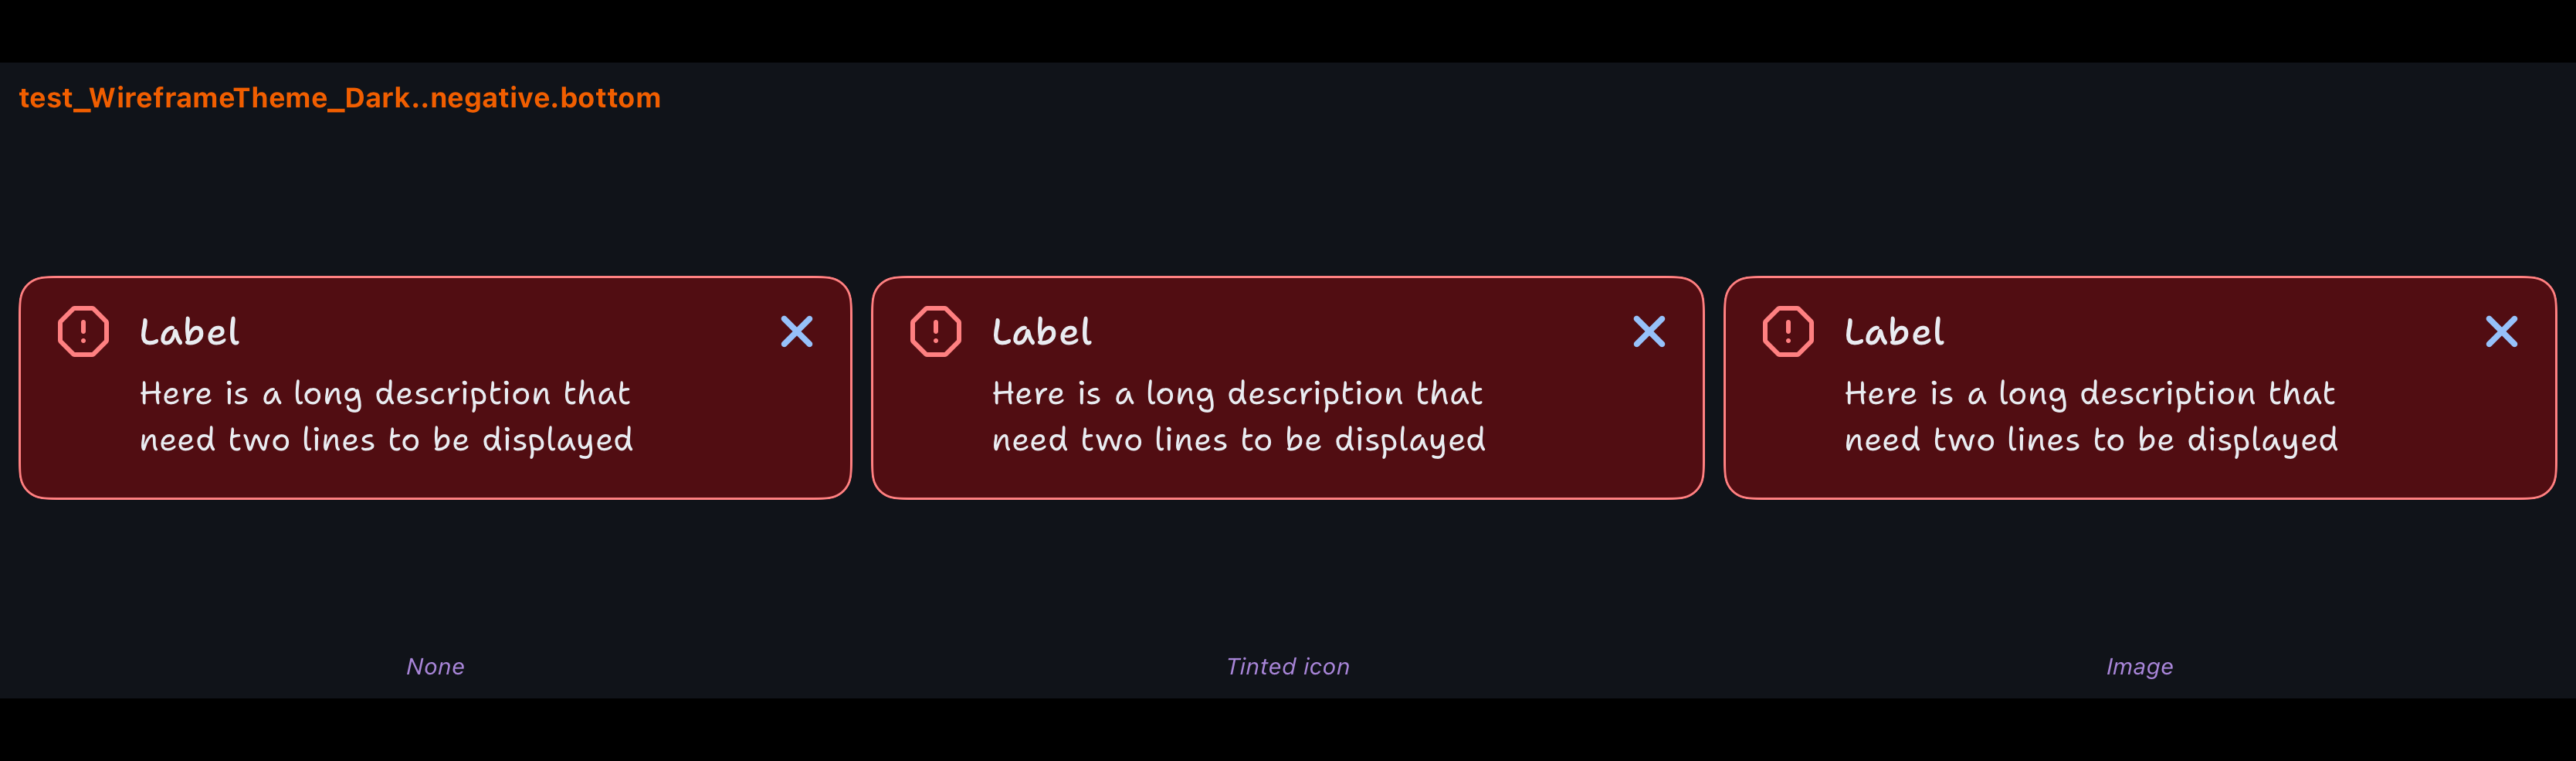 test_WireframeTheme_Dark..negative.bottom
Label
Here is a long description that
need two lines to be displayed
Label
Here is a long description that
need two lines to be displayed
Label
Here is a long description that
need two lines to be displayed
None
Tinted icon
Image